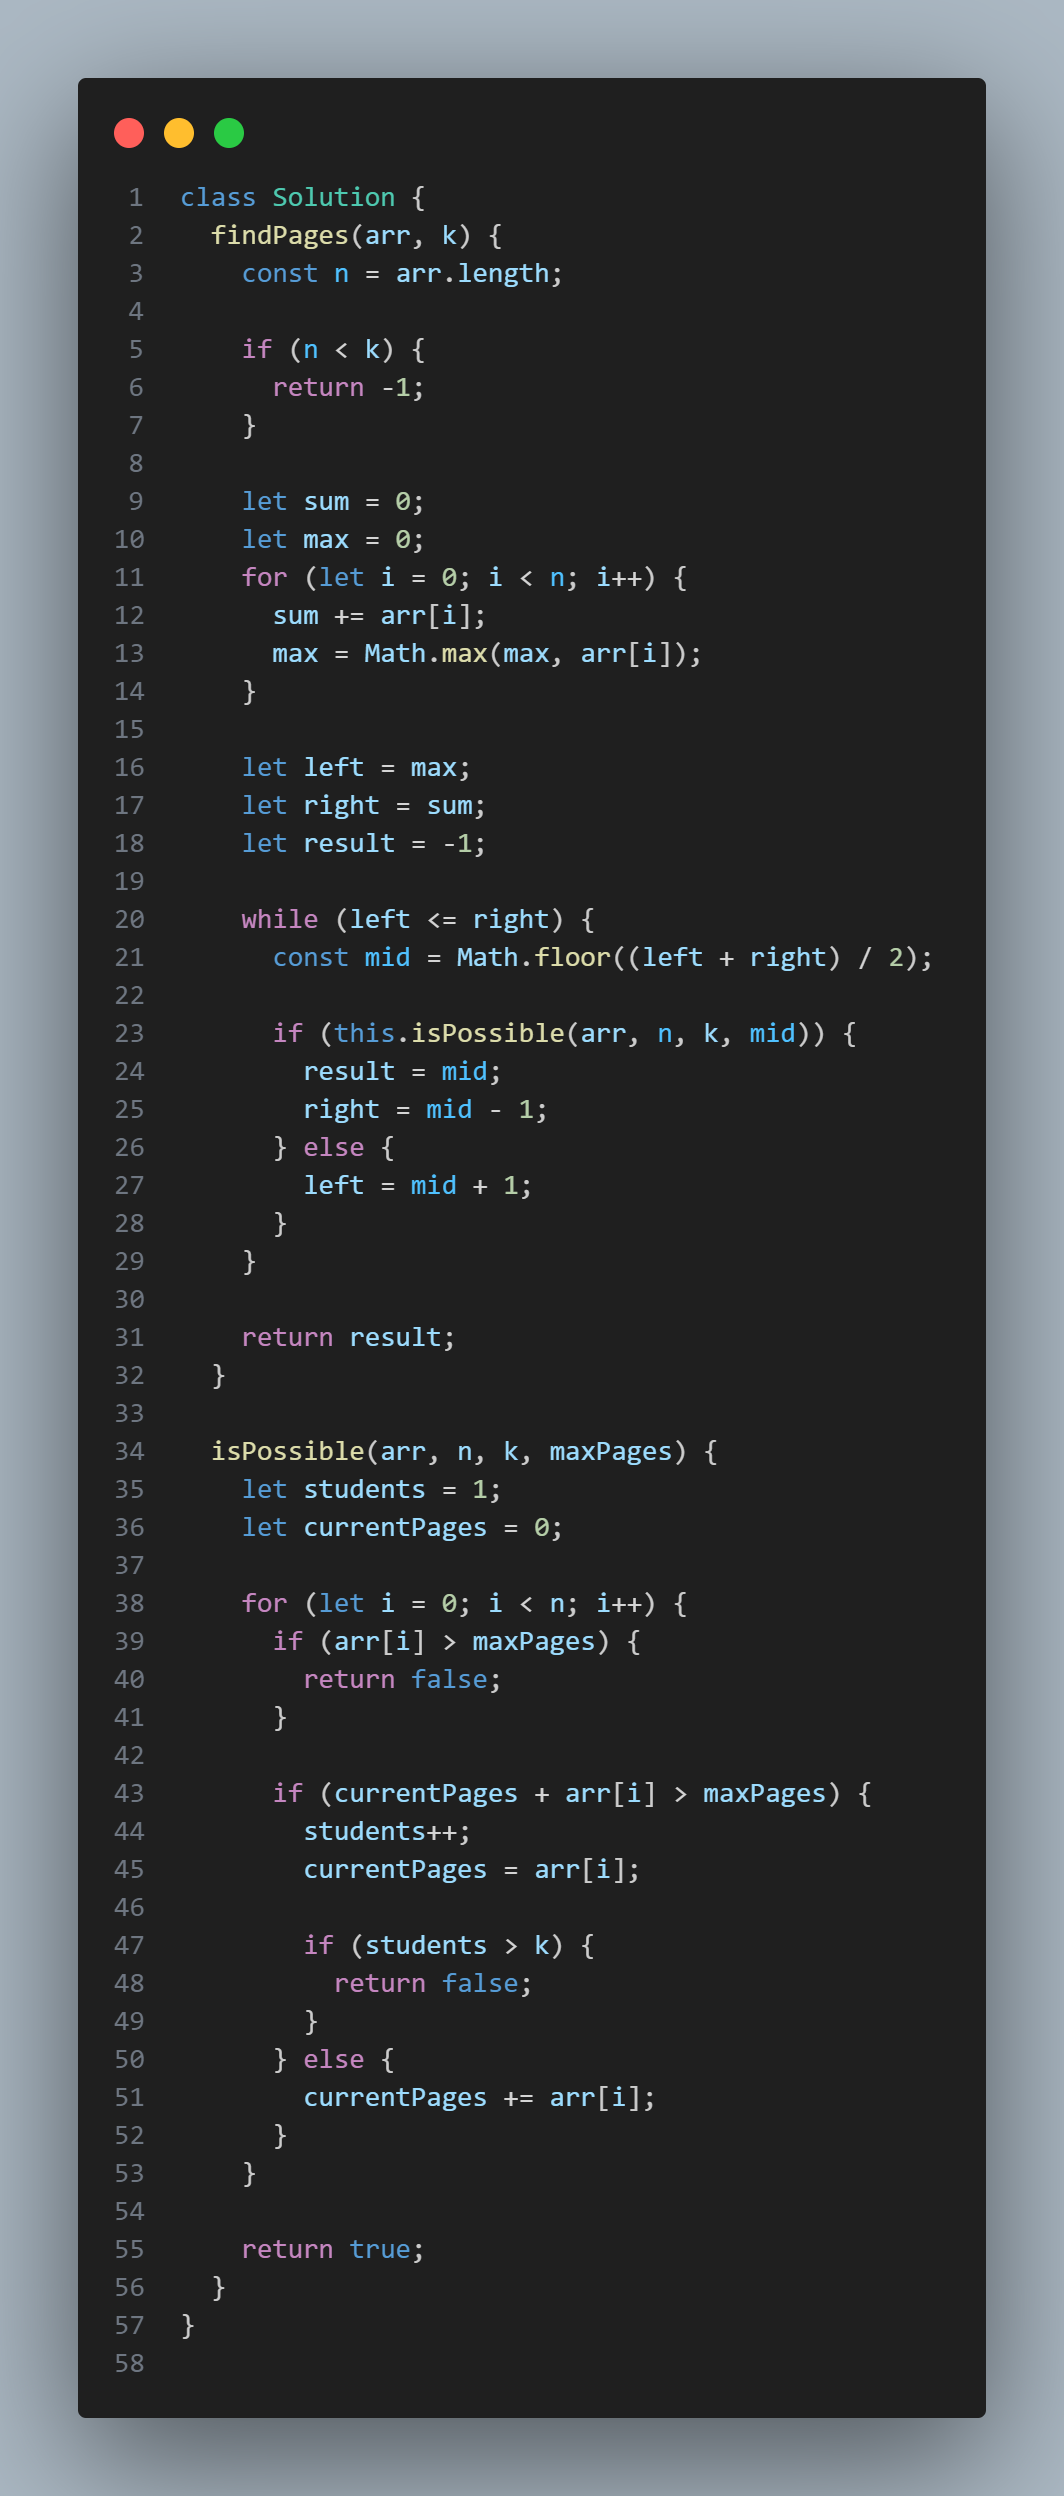 1 class Solution {
2   findPages(arr, k) {
3     const n = arr.length;
4
5     if (n < k) {
6       return -1;
7     }
8
9     let sum = 0;
10     let max = 0;
11     for (let i = 0; i < n; i++) {
12       sum += arr[i];
13       max = Math.max(max, arr[i]);
14     }
15
16     let left = max;
17     let right = sum;
18     let result = -1;
19
20     while (left <= right) {
21       const mid = Math.floor((left + right) / 2);
22
23       if (this.isPossible(arr, n, k, mid)) {
24         result = mid;
25         right = mid - 1;
26       } else {
27         left = mid + 1;
28       }
29     }
30
31     return result;
32   }
33
34   isPossible(arr, n, k, maxPages) {
35     let students = 1;
36     let currentPages = 0;
37
38     for (let i = 0; i < n; i++) {
39       if (arr[i] > maxPages) {
40         return false;
41       }
42
43       if (currentPages + arr[i] > maxPages) {
44         students++;
45         currentPages = arr[i];
46
47         if (students > k) {
48           return false;
49         }
50       } else {
51         currentPages += arr[i];
52       }
53     }
54
55     return true;
56   }
57 }
58